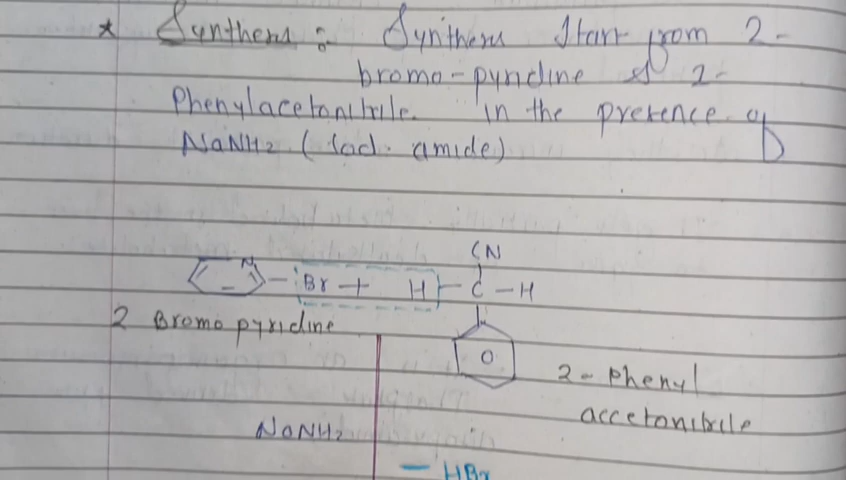 * Synthesis :- Synthesis Start from 2-
bromo-pyridine & 2-
Phenylacetonitrile in the presence of
NaNH2 (Sod. amide)
CN
N
Br + H - C - H
2 Bromo pyridine
2- Phenyl
accetonitrile
NaNH2
- HBr